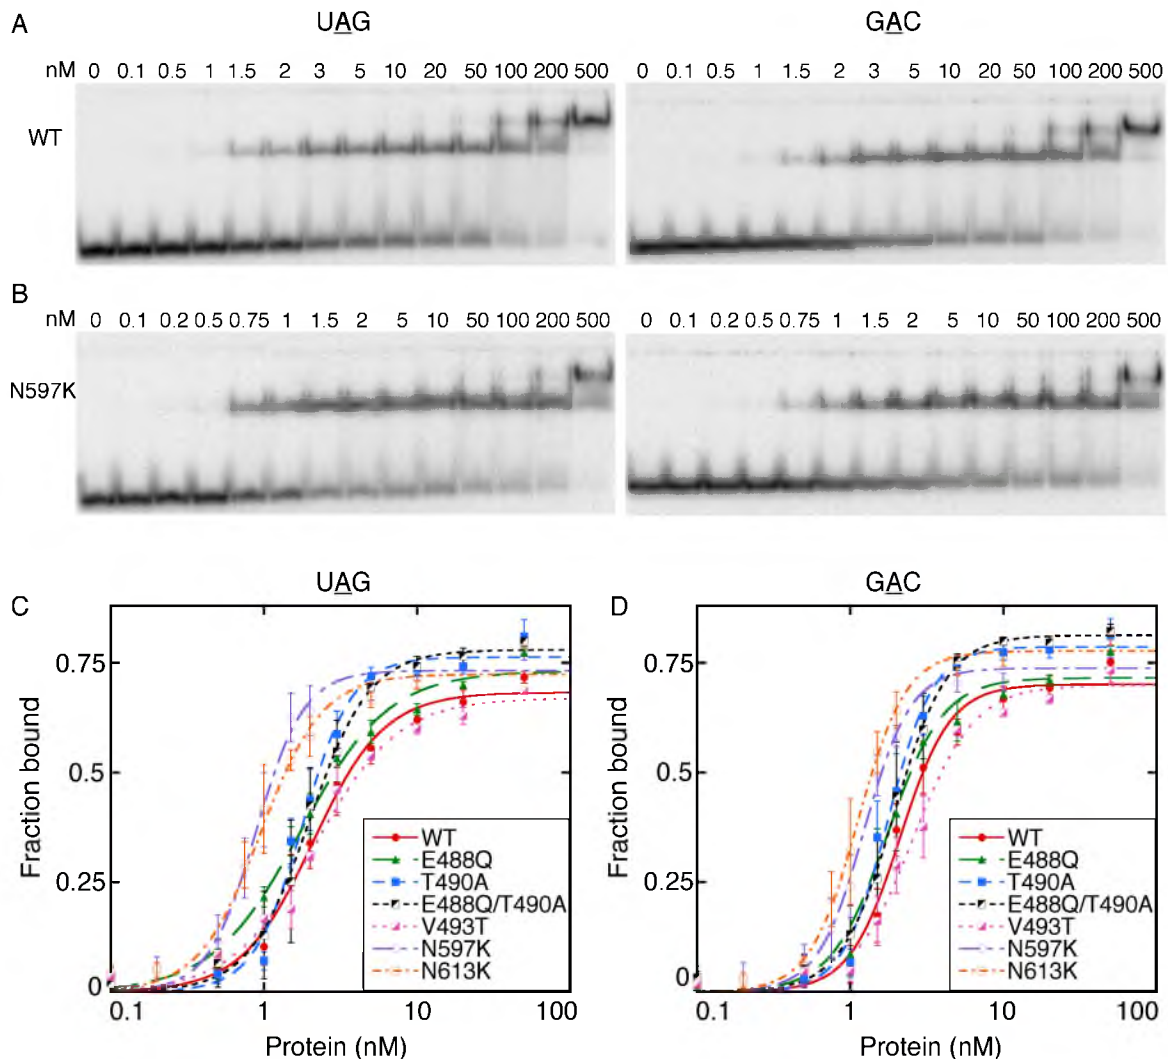 A
UAG
GAC
nM 0 0.1 0.5 1 1.5 2 3 5 10 20 50 100 200 500
0 0.1 0.5 1 1.5 2 3 5 10 20 50 100 200 500
WT
B
nM 0 0.1 0.2 0.5 0.75 1 1.5 2 5 10 50 100 200 500
0 0.1 0.2 0.5 0.75 1 1.5 2 5 10 50 100 200 500
N597K
C
UAG
Fraction bound
0.75
0.5
0.25
0
WT
E488Q
T490A
E488Q/T490A
V493T
N597K
N613K
0.1 1 10 100
Protein (nM)
D
GAC
Fraction bound
0.75
0.5
0.25
0
WT
E488Q
T490A
E488Q/T490A
V493T
N597K
N613K
0.1 1 10 100
Protein (nM)